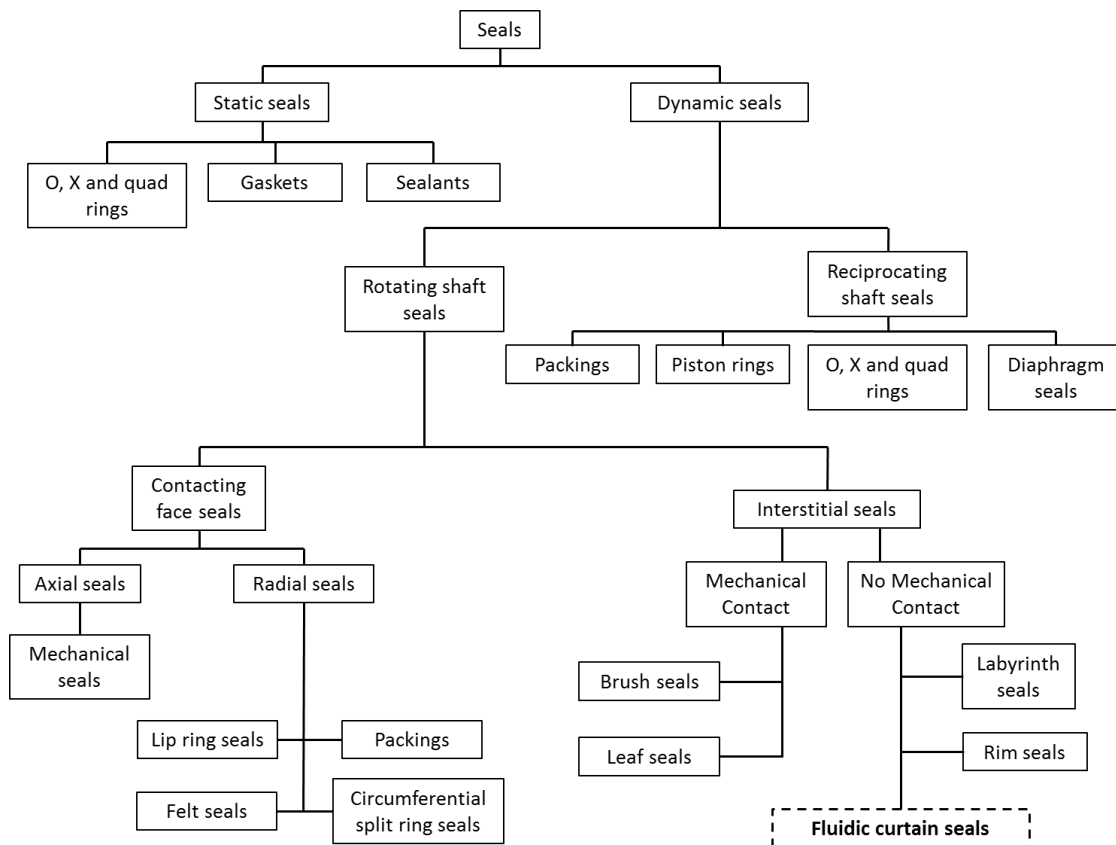 Seals
Static seals
Dynamic seals
O, X and quad
rings
Gaskets
Sealants
Rotating shaft
seals
Reciprocating
shaft seals
Packings
Piston rings
O, X and quad
rings
Diaphragm
seals
Contacting
face seals
Interstitial seals
Axial seals
Radial seals
Mechanical
Contact
No Mechanical
Contact
Mechanical
seals
Brush seals
Labyrinth
seals
Lip ring seals
Packings
Leaf seals
Rim seals
Felt seals
Circumferential
split ring seals
Fluidic curtain seals